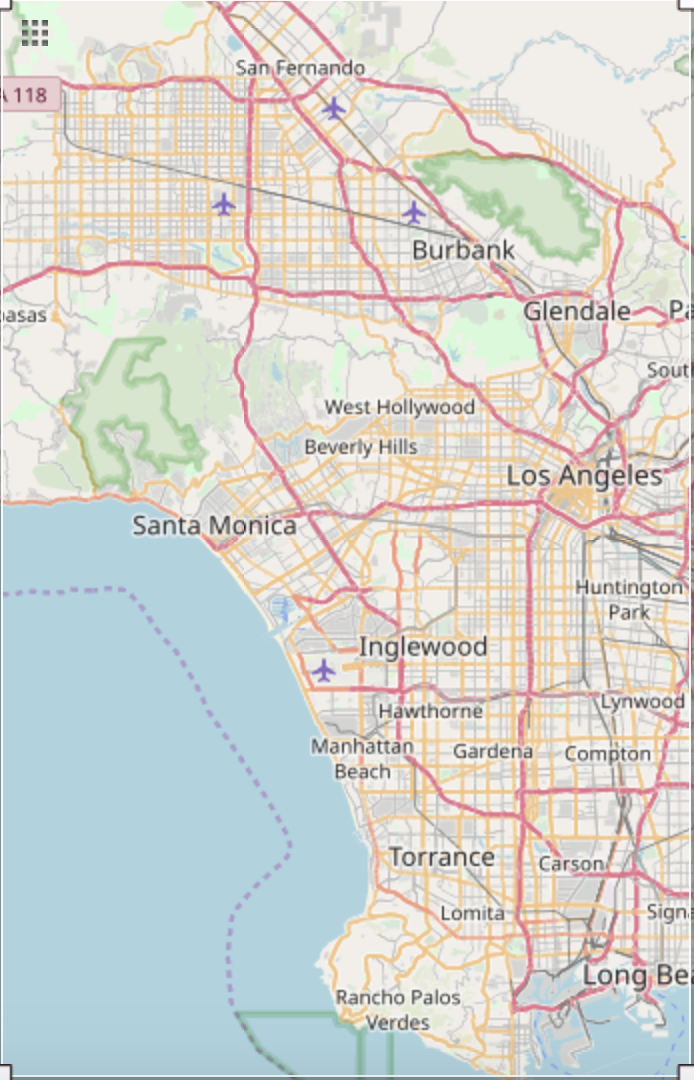 San Fernando
A 118
Burbank
Glendale
Pa
basas
South
West Hollywood
Beverly Hills
Los Angeles
Santa Monica
Huntington
Park
Inglewood
Lynwood
Hawthorne
Manhattan
Beach
Gardena
Compton
Torrance
Carson
Lomita
Signa
Long Bea
Rancho Palos
Verdes